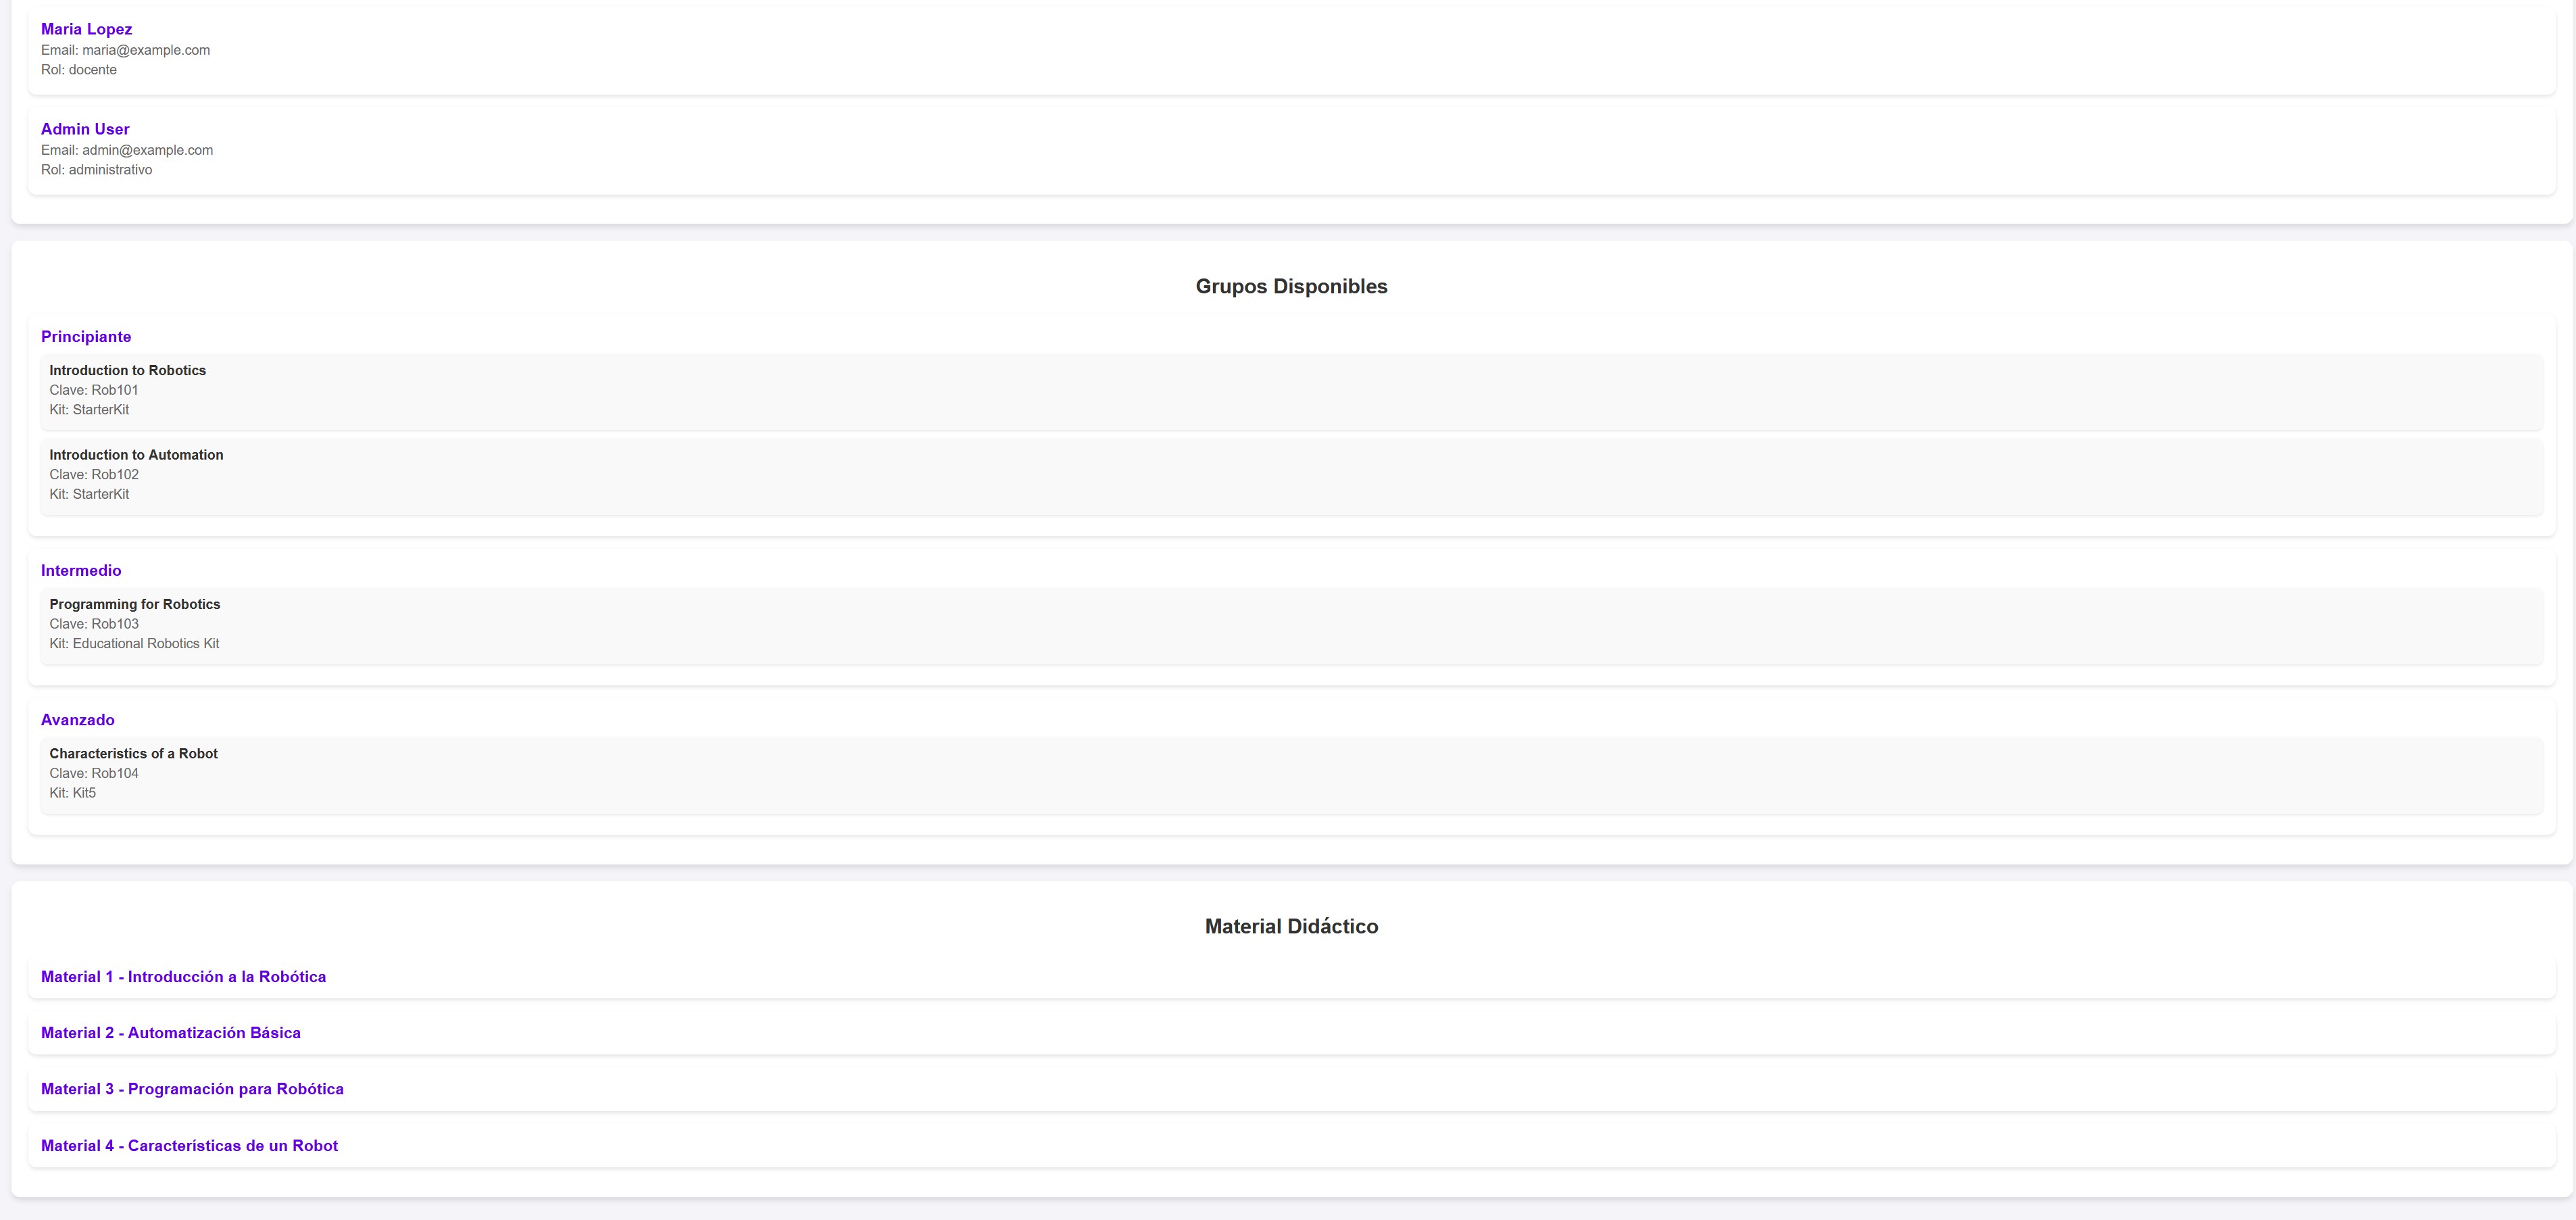 Maria Lopez
Email: maria@example.com
Rol: docente
Admin User
Email: admin@example.com
Rol: administrativo
Grupos Disponibles
Principiante
Introduction to Robotics
Clave: Rob101
Kit: StarterKit
Introduction to Automation
Clave: Rob102
Kit: StarterKit
Intermedio
Programming for Robotics
Clave: Rob103
Kit: Educational Robotics Kit
Avanzado
Characteristics of a Robot
Clave: Rob104
Kit: Kit5
Material Didáctico
Material 1 - Introducción a la Robótica
Material 2 - Automatización Básica
Material 3 - Programación para Robótica
Material 4 - Características de un Robot